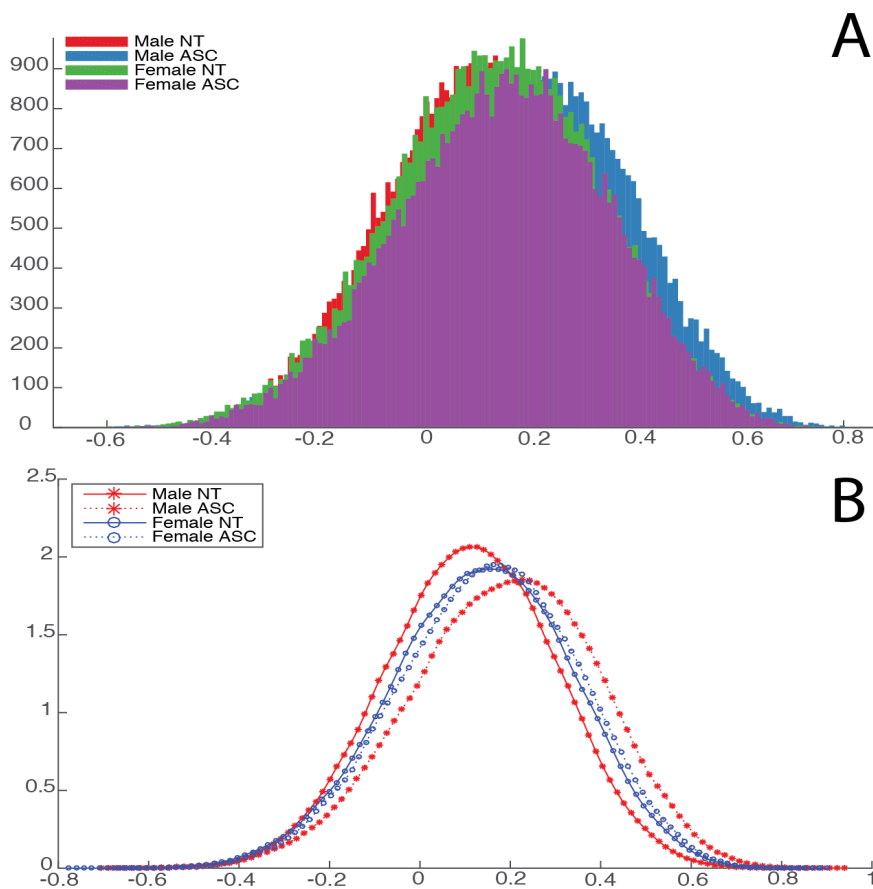 A
Male NT
Male ASC
Female NT
Female ASC
900
800
700
600
500
400
300
200
100
0
-0.6 -0.4 -0.2 0 0.2 0.4 0.6 0.8
B
Male NT
Male ASC
Female NT
Female ASC
2.5
2
1.5
1
0.5
0
-0.8 -0.6 -0.4 -0.2 0 0.2 0.4 0.6 0.8 1